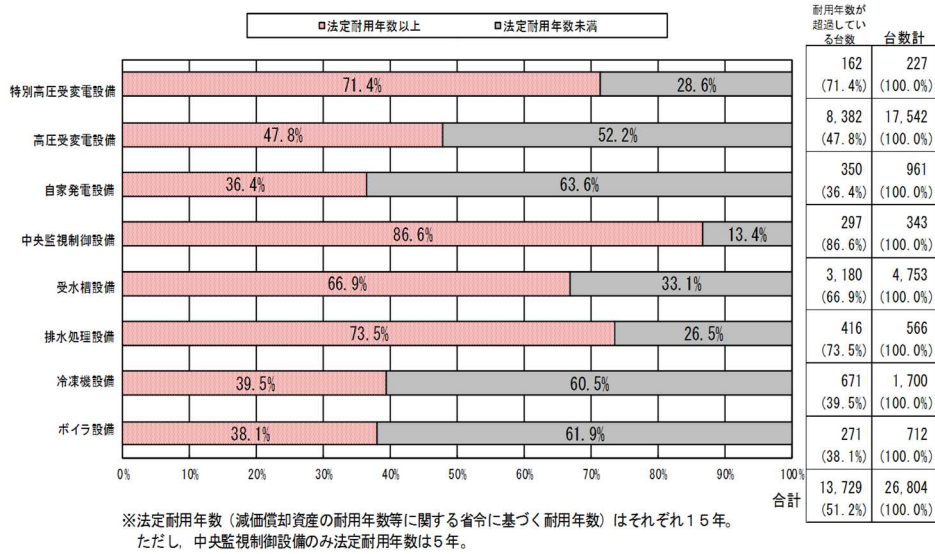 法定耐用年数以上 法定耐用年数未満
耐用年数が
超過してい
る台数 台数計
特別高圧受変電設備 71.4% 28.6% 162 227
(71.4%) (100.0%)
高圧受変電設備 47.8% 52.2% 8,382 17,542
(47.8%) (100.0%)
自家発電設備 36.4% 63.6% 350 961
(36.4%) (100.0%)
中央監視制御設備 86.6% 13.4% 297 343
(86.6%) (100.0%)
受水槽設備 66.9% 33.1% 3,180 4,753
(66.9%) (100.0%)
排水処理設備 73.5% 26.5% 416 566
(73.5%) (100.0%)
冷凍機設備 39.5% 60.5% 671 1,700
(39.5%) (100.0%)
ボイラ設備 38.1% 61.9% 271 712
(38.1%) (100.0%)
0% 10% 20% 30% 40% 50% 60% 70% 80% 90% 100%
合計 13,729 26,804
(51.2%) (100.0%)
※法定耐用年数（減価償却資産の耐用年数等に関する省令に基づく耐用年数）はそれぞれ１５年。
ただし，中央監視制御設備のみ法定耐用年数は５年。